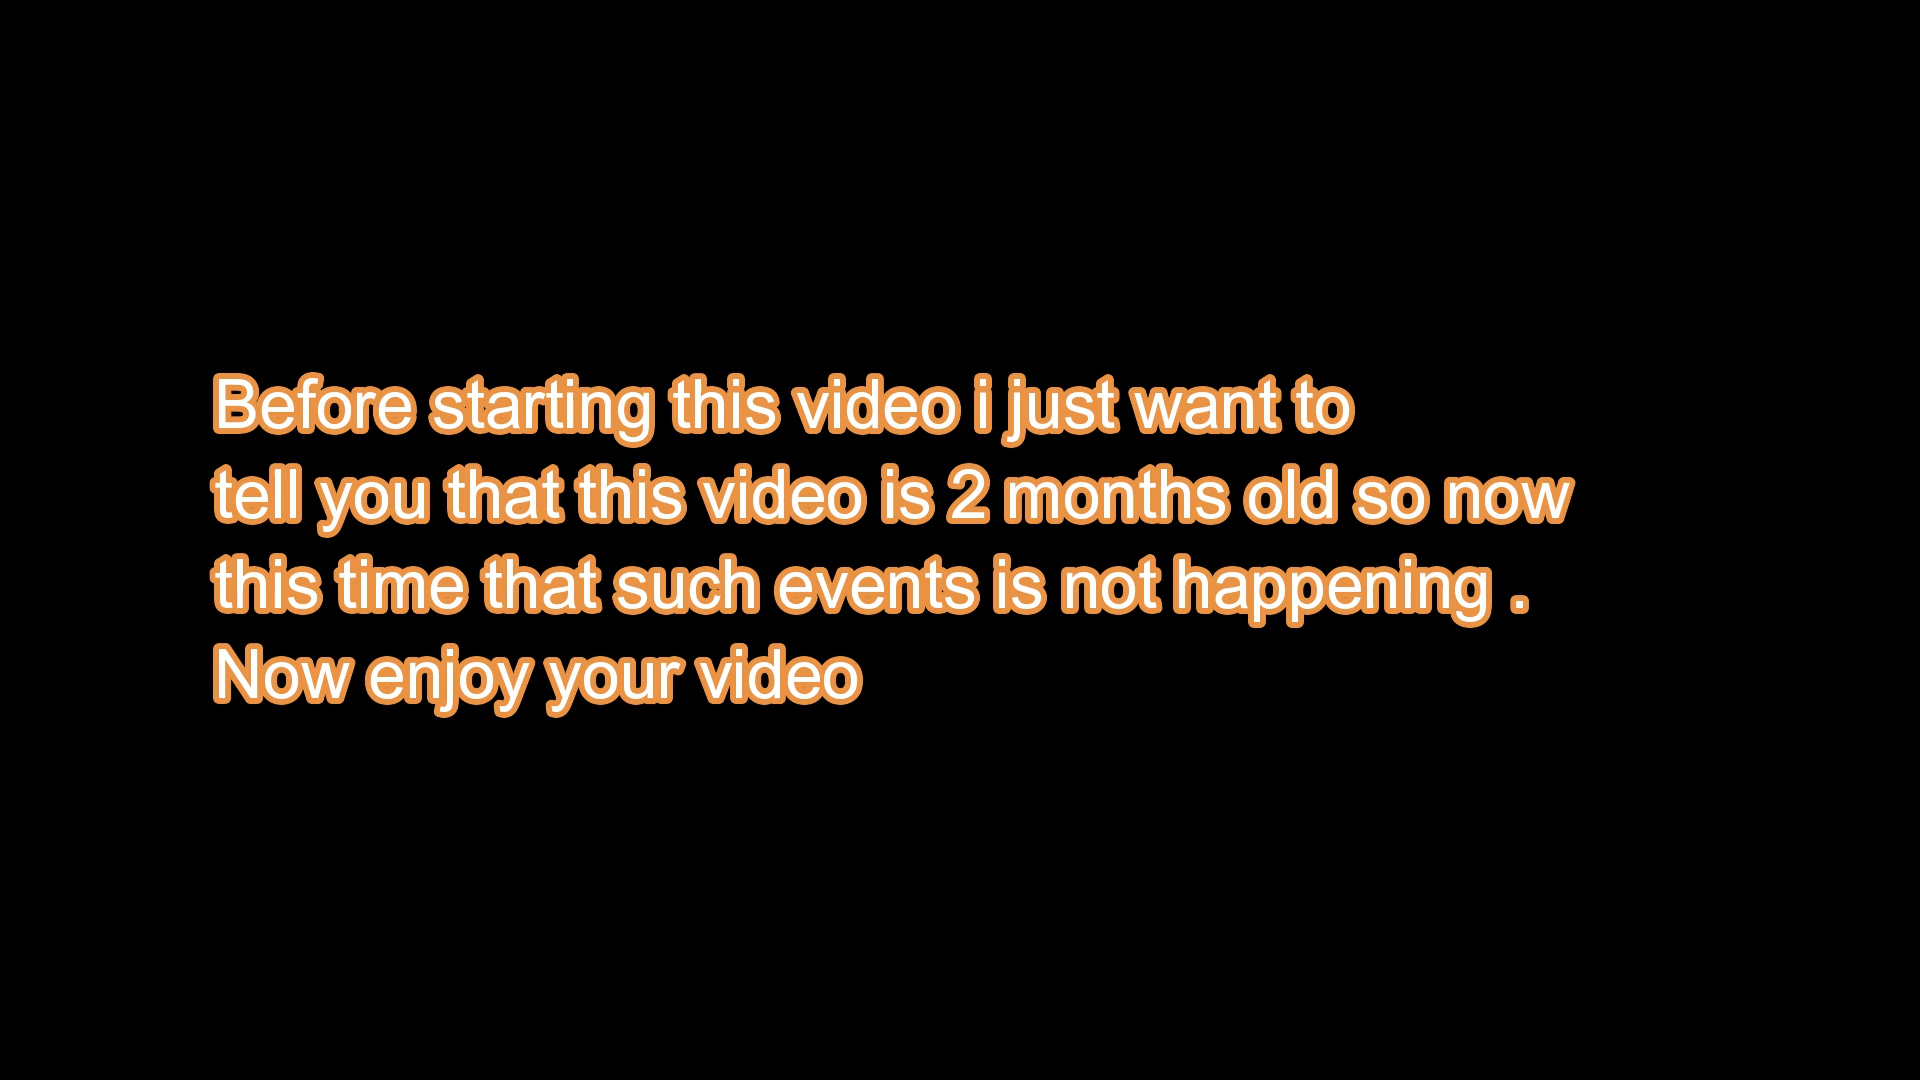 Before starting this video i just want to
tell you that this video is 2 months old so now
this time that such events is not happening .
Now enjoy your video